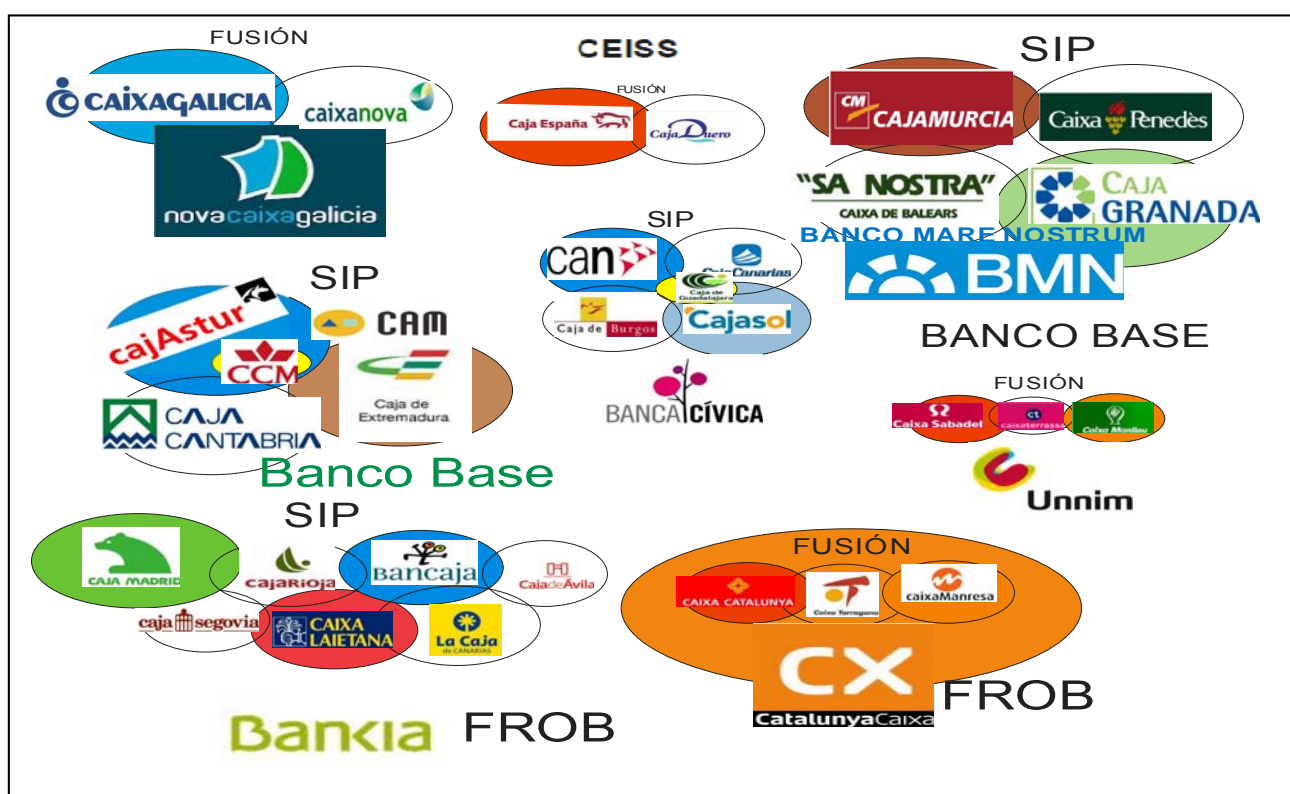 FUSIÓN
CAIXAGALICIA
caixanova
novacaixagalicia
CEISS
FUSIÓN
Caja España
Caja Duero
SIP
CM
CAJAMURCIA
Caixa Penedès
"SA NOSTRA"
CAIXA DE BALEARS
CAJA
GRANADA
BANCO MARE NOSTRUM
BMN
SIP
can
CajaCanarias
Caja de
Guadalajara
Caja de Burgos
Cajasol
BANCA CÍVICA
SIP
cajAstur
CAM
CCM
Caja de
Extremadura
CAJA
CANTABRIA
Banco Base
BANCO BASE
FUSIÓN
Caixa Sabadel
ct
caixaterrassa
Caixa Manlleu
Unnim
SIP
CAJA MADRID
cajaRioja
Bancaja
CajadeÁvila
caja segovia
CAIXA
LAIETANA
La Caja
de CANARIAS
Bankia
FROB
FUSIÓN
CAIXA CATALUNYA
Caixa Tarragona
caixaManresa
CX
CatalunyaCaixa
FROB